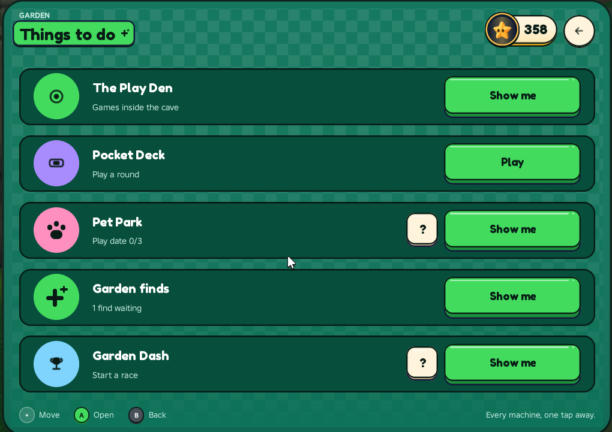 GARDEN
Things to do
358
The Play Den
Games inside the cave
Show me
Pocket Deck
Play a round
Play
Pet Park
Play date 0/3
?
Show me
Garden finds
1 find waiting
Show me
Garden Dash
Start a race
?
Show me
Move
A Open
B Back
Every machine, one tap away.